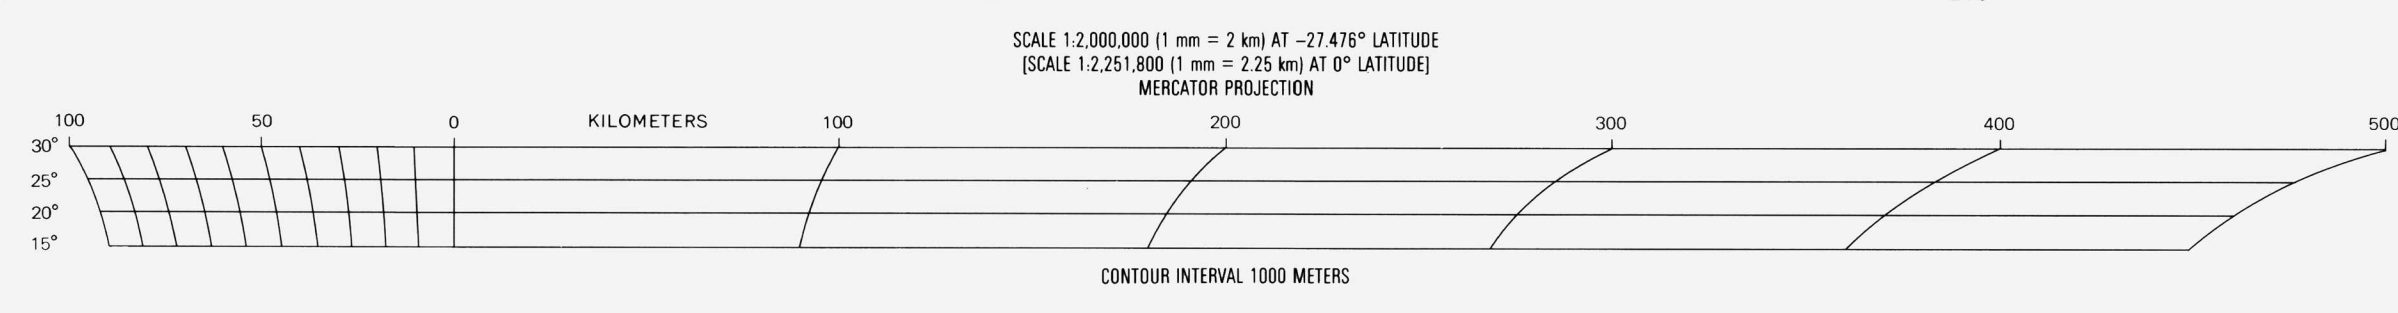 SCALE 1:2,000,000 (1 mm = 2 km) AT –27.476° LATITUDE
[SCALE 1:2,251,800 (1 mm = 2.25 km) AT 0° LATITUDE]
MERCATOR PROJECTION
100 50 0 KILOMETERS 100 200 300 400 500
30°
25°
20°
15°
CONTOUR INTERVAL 1000 METERS